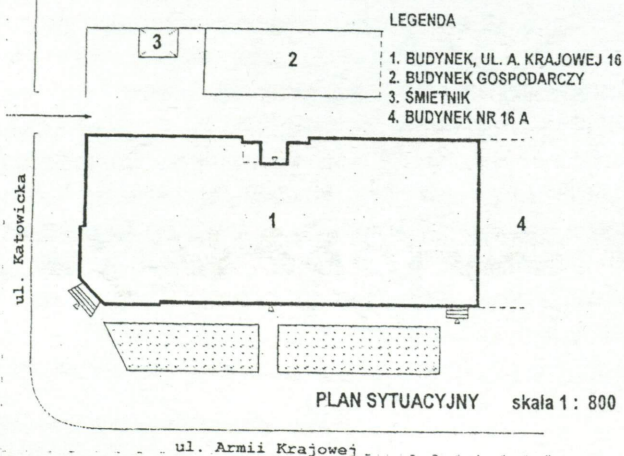 LEGENDA
1. BUDYNEK, UL. A. KRAJOWEJ 16
2. BUDYNEK GOSPODARCZY
3. ŚMIETNIK
4. BUDYNEK NR 16 A
3
2
1
4
ul. Katowicka
PLAN SYTUACYJNY skala 1 : 800
ul. Armii Krajowej